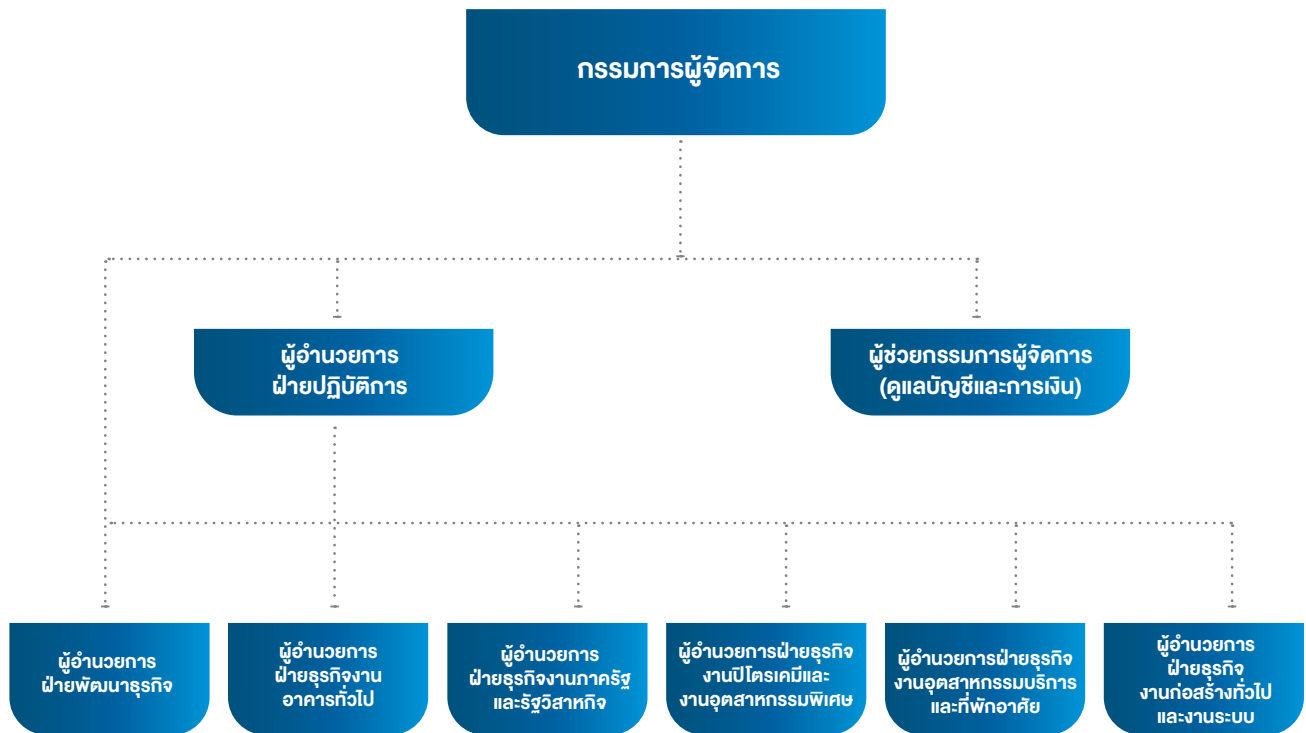 กรรมการผู้จัดการ
ผู้อำนวยการ
ฝ่ายปฏิบัติการ
ผู้ช่วยกรรมการผู้จัดการ
(ดูแลบัญชีและการเงิน)
ผู้อำนวยการ
ฝ่ายพัฒนาธุรกิจ
ผู้อำนวยการ
ฝ่ายธุรกิจงาน
อาคารทั่วไป
ผู้อำนวยการ
ฝ่ายธุรกิจงานภาครัฐ
และรัฐวิสาหกิจ
ผู้อำนวยการฝ่ายธุรกิจ
งานปิโตรเคมีและ
งานอุตสาหกรรมพิเศษ
ผู้อำนวยการฝ่ายธุรกิจ
งานอุตสาหกรรมบริการ
และที่พักอาศัย
ผู้อำนวยการ
ฝ่ายธุรกิจ
งานก่อสร้างทั่วไป
และงานระบบ